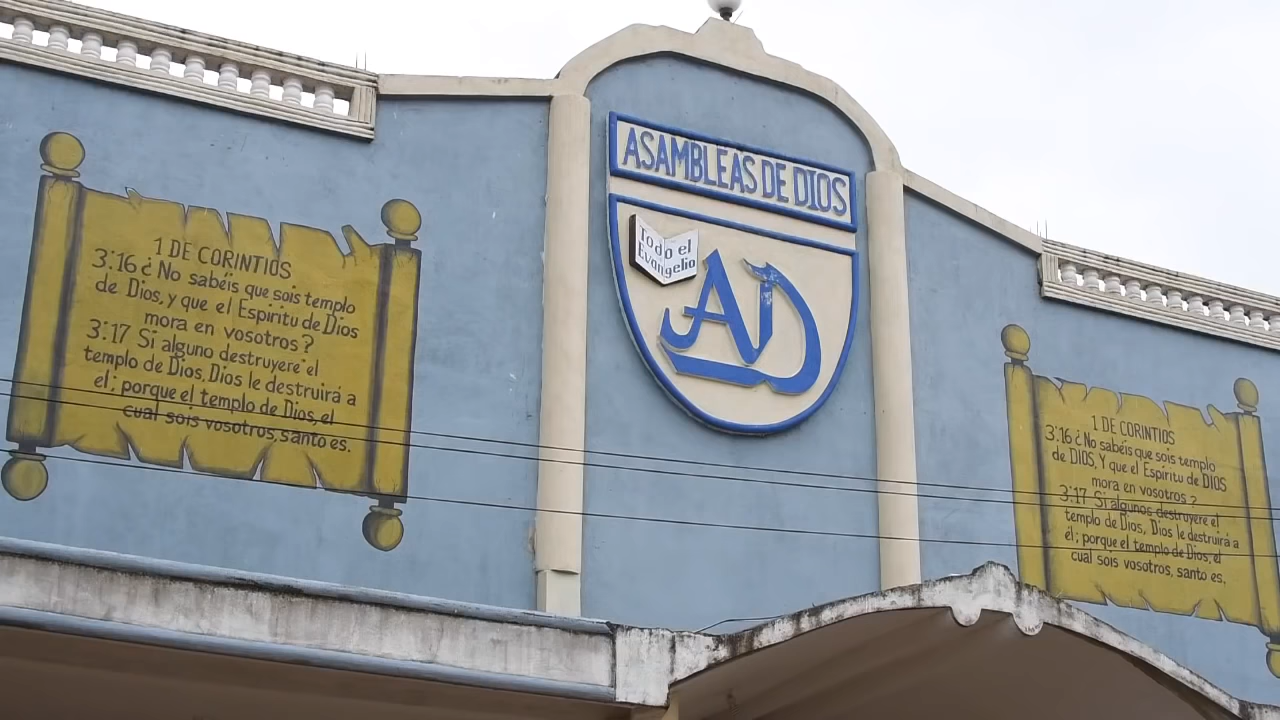 ASAMBLEAS DE DIOS
Todo el
Evangelio
AD
1 DE CORINTIOS
3:16 ¿No sabéis que sois templo
de Dios, y que el Espíritu de Dios
mora en vosotros?
3:17 Si alguno destruyere el
templo de Dios, Dios le destruirá a
el; porque el templo de Dios, el
cual sois vosotros, santo es.
1 DE CORINTIOS
3:16 ¿No sabéis que sois templo
de DIOS, Y que el Espíritu de DIOS
mora en vosotros?
3:17 Si algunos destruyere el
templo de Dios, Dios le destruirá a
él; porque el templo de Dios, el
cual sois vosotros, santo es.